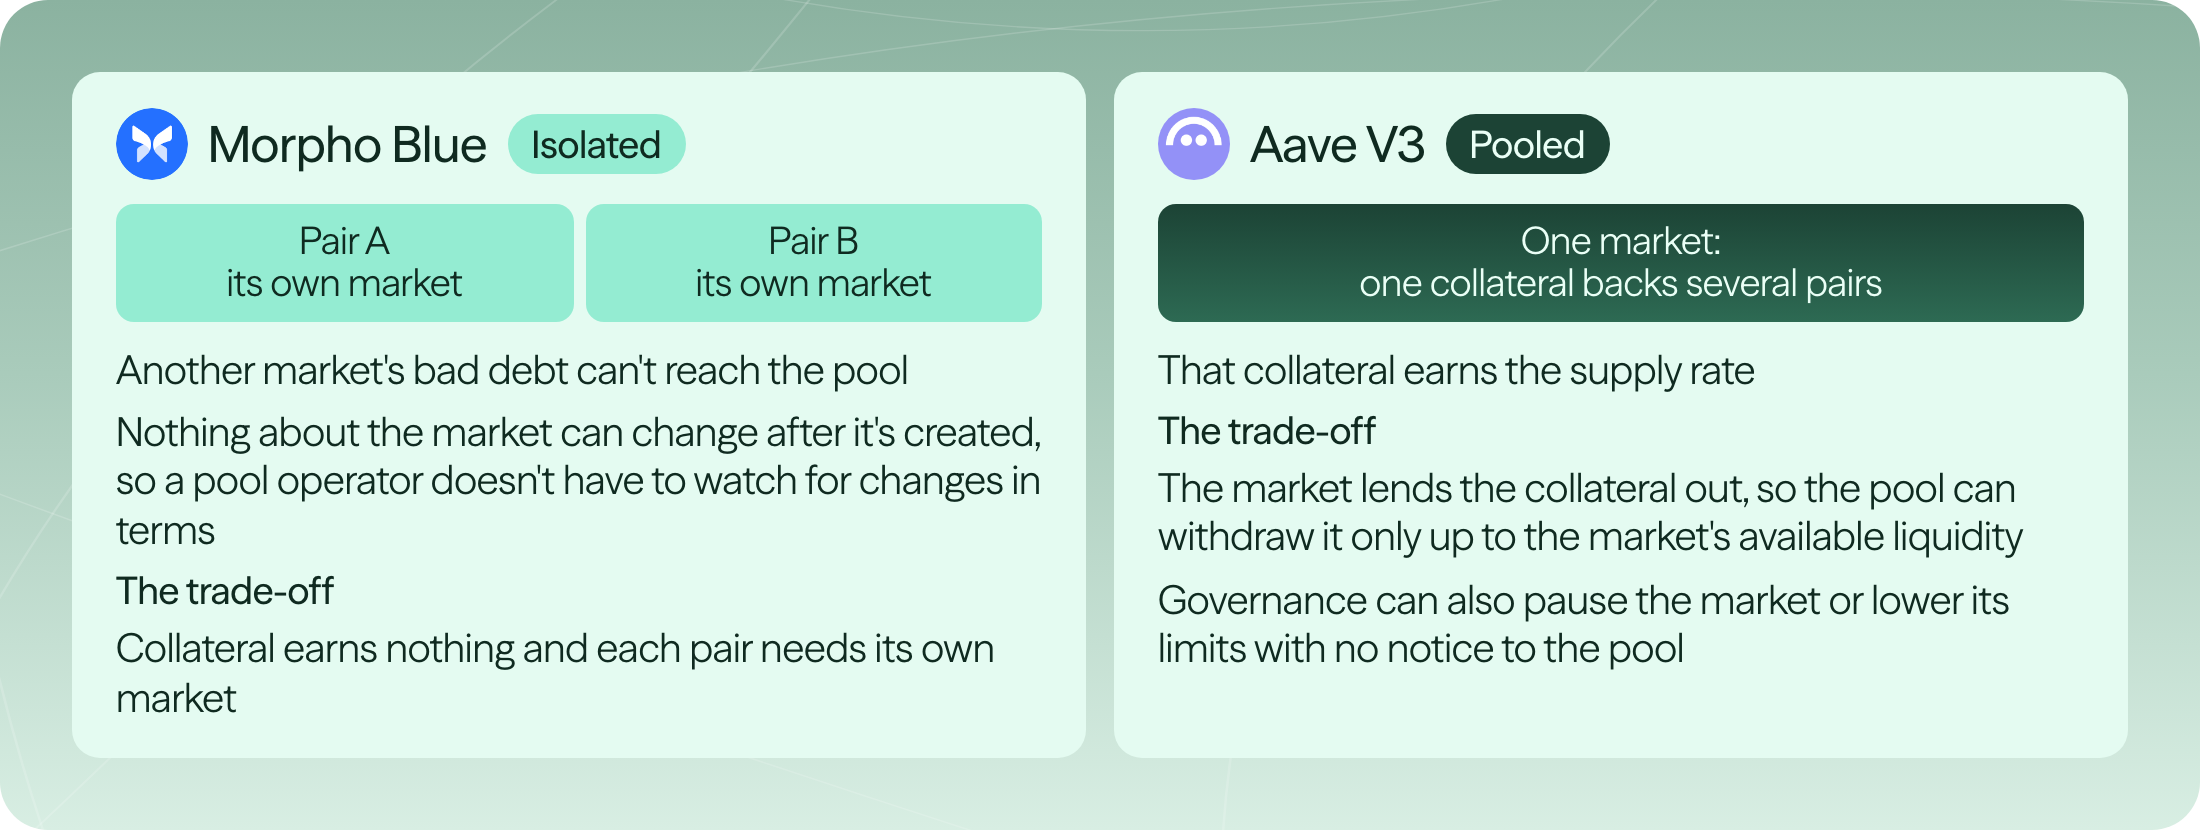 Morpho Blue
Isolated
Pair A
its own market
Pair B
its own market
Another market's bad debt can't reach the pool
Nothing about the market can change after it's created,
so a pool operator doesn't have to watch for changes in
terms
The trade-off
Collateral earns nothing and each pair needs its own
market
Aave V3
Pooled
One market:
one collateral backs several pairs
That collateral earns the supply rate
The trade-off
The market lends the collateral out, so the pool can
withdraw it only up to the market's available liquidity
Governance can also pause the market or lower its
limits with no notice to the pool